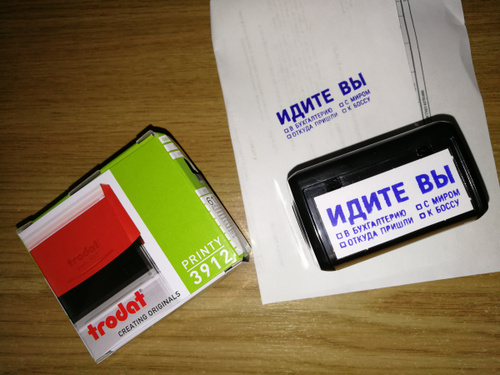 ИДИТЕ ВЫ
В БУХГАЛТЕРИЮ С МИРОМ
ОТКУДА ПРИШЛИ К БОССУ
ИДИТЕ ВЫ
В БУХГАЛТЕРИЮ С МИРОМ
ОТКУДА ПРИШЛИ К БОССУ
trodat
PRINTY
3912
trodat
CREATING ORIGINALS